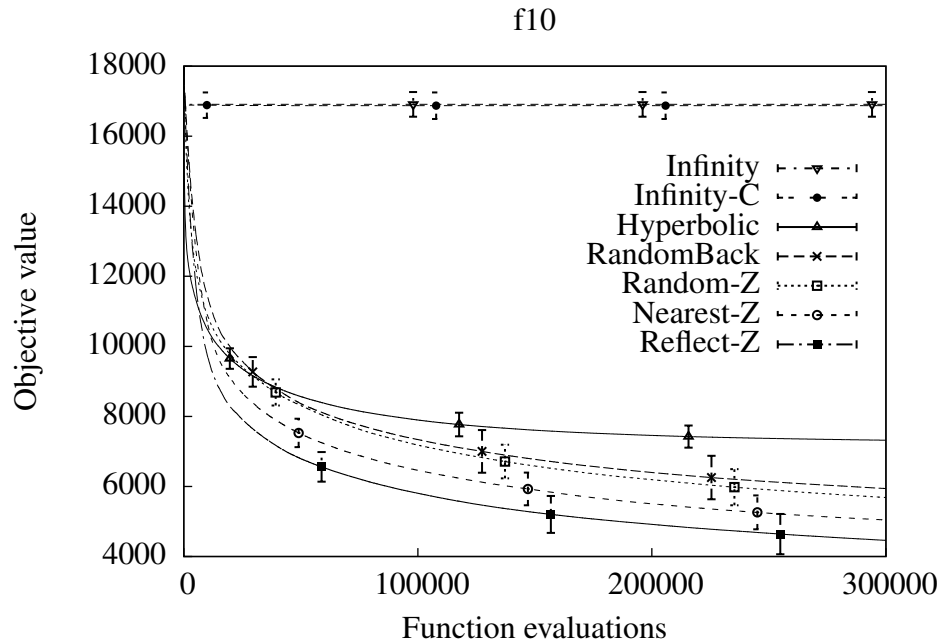 f10
18000
16000
14000
12000
10000
8000
6000
4000
Objective value
Infinity
Infinity-C
Hyperbolic
RandomBack
Random-Z
Nearest-Z
Reflect-Z
0 100000 200000 300000
Function evaluations